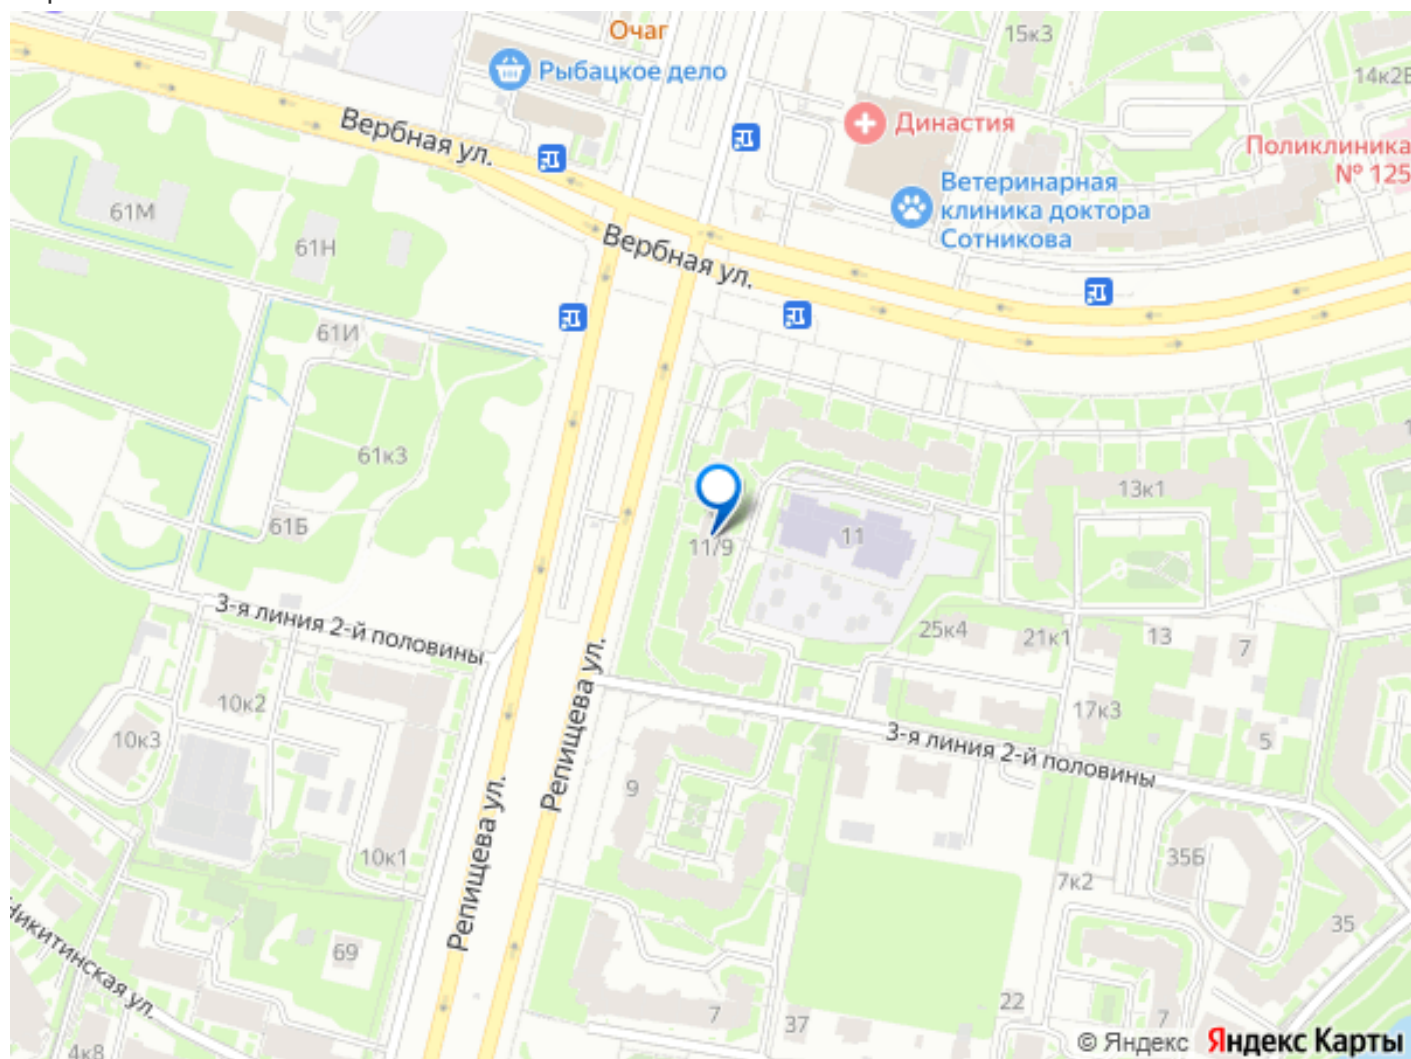 Очаг
15к3
Рыбацкое дело
14к2Б
Династия
Вербная ул.
Поликлиника
№ 125
Ветеринарная
клиника доктора
Сотникова
61М
61Н
Вербная ул.
61И
61к3
13к1
61Б
11/9
11
3-я линия 2-й половины
25к4
21к1
13
7
10к2
17к3
10к3
3-я линия 2-й половины
5
Репищева ул.
9
Репищева ул.
10к1
35Б
7к2
35
Никитинская ул.
69
22
7
37
7
4к8
© Яндекс Яндекс Карты